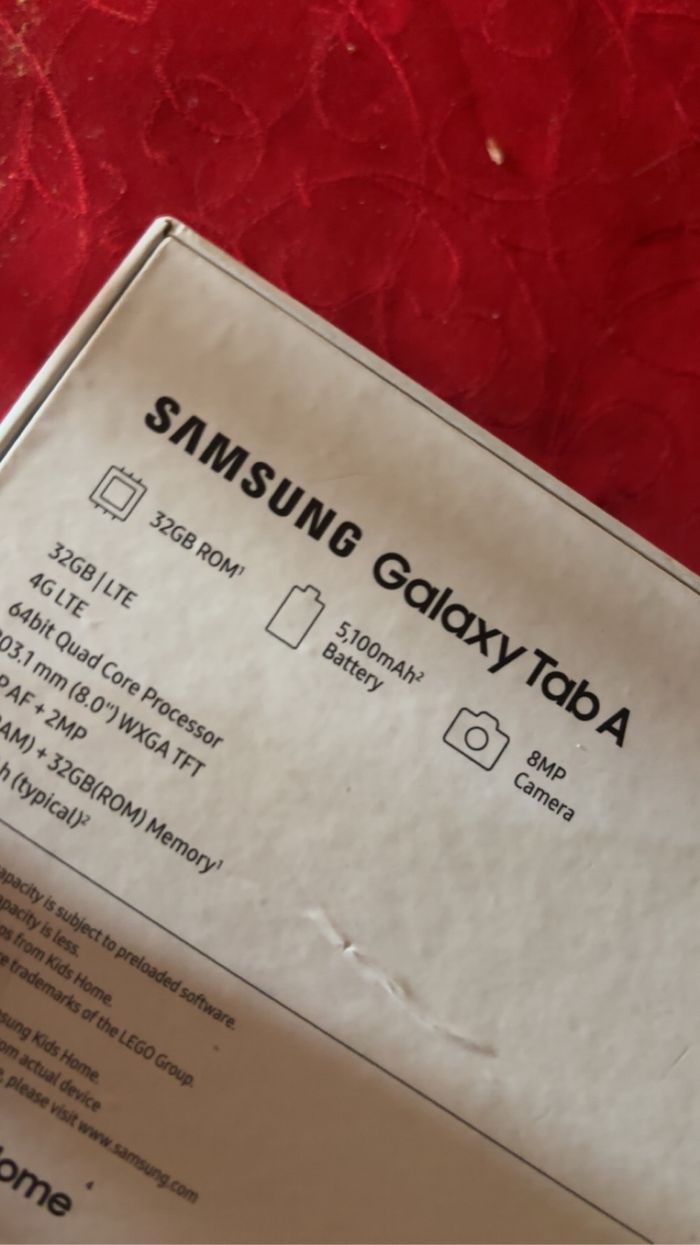 SAMSUNG Galaxy Tab A
32GB ROM¹
5,100mAh²
Battery
8MP
Camera
32GB | LTE
4G LTE
64bit Quad Core Processor
03.1 mm (8.0") WXGA TFT
P AF + 2MP
AM) + 32GB(ROM) Memory¹
h (typical)²
apacity is subject to preloaded software.
apacity is less.
ps from Kids Home.
e trademarks of the LEGO Group.
sung Kids Home.
om actual device
e, please visit www.samsung.com
ome
4